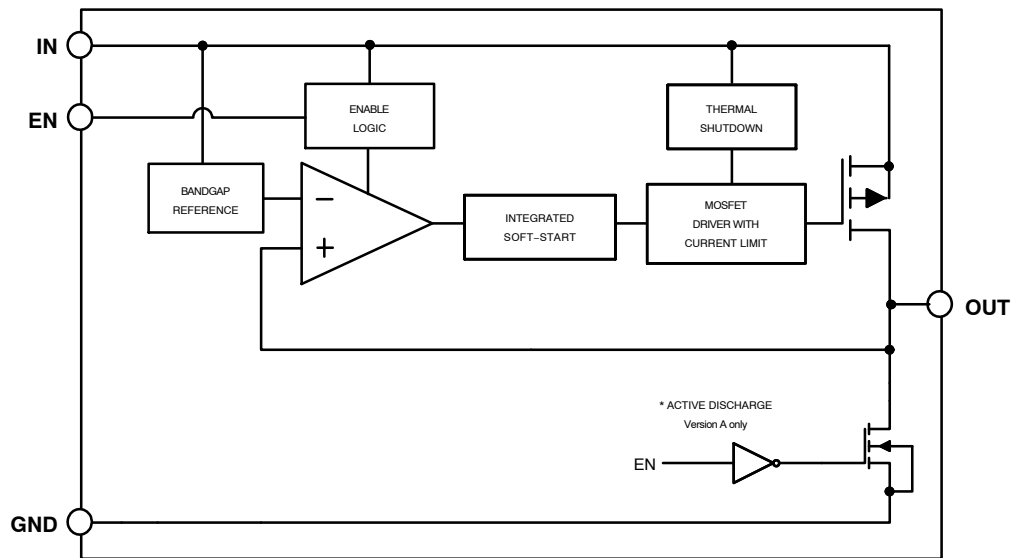 IN
EN
ENABLE
LOGIC
THERMAL
SHUTDOWN
BANDGAP
REFERENCE
−
+
INTEGRATED
SOFT−START
MOSFET
DRIVER WITH
CURRENT LIMIT
OUT
* ACTIVE DISCHARGE
Version A only
EN
GND